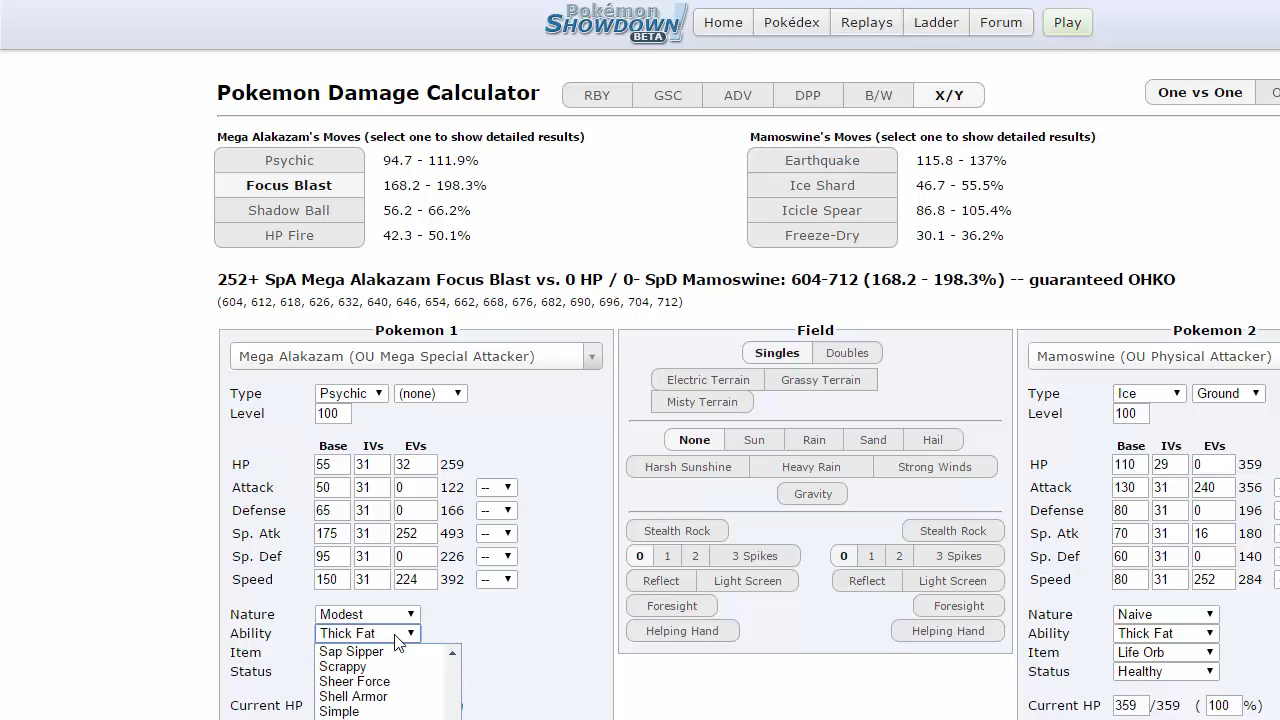 Pokémon SHOWDOWN! BETA
Home Pokédex Replays Ladder Forum Play
Pokemon Damage Calculator RBY GSC ADV DPP B/W X/Y One vs One
Mega Alakazam's Moves (select one to show detailed results) Mamoswine's Moves (select one to show detailed results)
Psychic 94.7 - 111.9% Earthquake 115.8 - 137%
Focus Blast 168.2 - 198.3% Ice Shard 46.7 - 55.5%
Shadow Ball 56.2 - 66.2% Icicle Spear 86.8 - 105.4%
HP Fire 42.3 - 50.1% Freeze-Dry 30.1 - 36.2%
252+ SpA Mega Alakazam Focus Blast vs. 0 HP / 0- SpD Mamoswine: 604-712 (168.2 - 198.3%) -- guaranteed OHKO
(604, 612, 618, 626, 632, 640, 646, 654, 662, 668, 676, 682, 690, 696, 704, 712)
Pokemon 1
Mega Alakazam (OU Mega Special Attacker)
Type Psychic (none)
Level 100
Base IVs EVs
HP 55 31 32 259
Attack 50 31 0 122 --
Defense 65 31 0 166 --
Sp. Atk 175 31 252 493 --
Sp. Def 95 31 0 226 --
Speed 150 31 224 392 --
Nature Modest
Ability Thick Fat
Item Sap Sipper
Scrappy
Status Sheer Force
Shell Armor
Current HP Simple
Field
Singles Doubles
Electric Terrain Grassy Terrain
Misty Terrain
None Sun Rain Sand Hail
Harsh Sunshine Heavy Rain Strong Winds
Gravity
Stealth Rock Stealth Rock
0 1 2 3 Spikes 0 1 2 3 Spikes
Reflect Light Screen Reflect Light Screen
Foresight Foresight
Helping Hand Helping Hand
Pokemon 2
Mamoswine (OU Physical Attacker)
Type Ice Ground
Level 100
Base IVs EVs
HP 110 29 0 359
Attack 130 31 240 356
Defense 80 31 0 196
Sp. Atk 70 31 16 180
Sp. Def 60 31 0 140
Speed 80 31 252 284
Nature Naive
Ability Thick Fat
Item Life Orb
Status Healthy
Current HP 359 /359 ( 100 %)